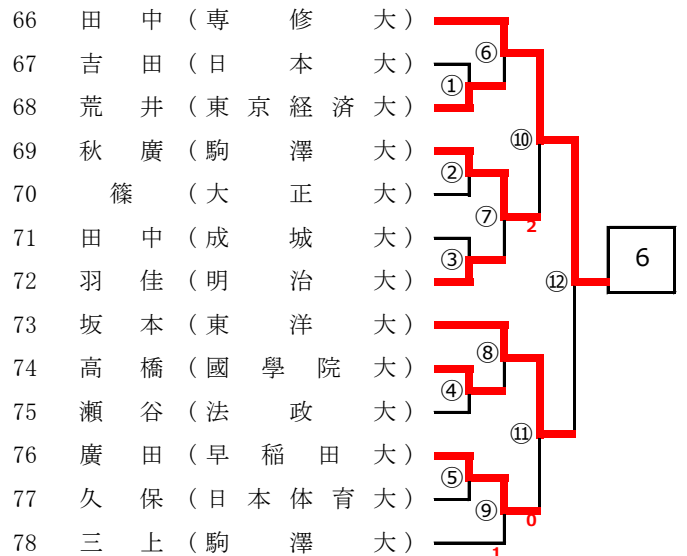 66 田中(専修大)
⑥
67 吉田(日本大)
①
68 荒井(東京経済大)
⑩
69 秋廣(駒澤大)
②
70 篠(大正大)
⑦
2
71 田中(成城大)
③
6
72 羽佳(明治大)
⑫
73 坂本(東洋大)
⑧
74 高橋(國學院大)
④
75 瀬谷(法政大)
⑪
76 廣田(早稲田大)
⑤
77 久保(日本体育大)
⑨
0
78 三上(駒澤大)
1